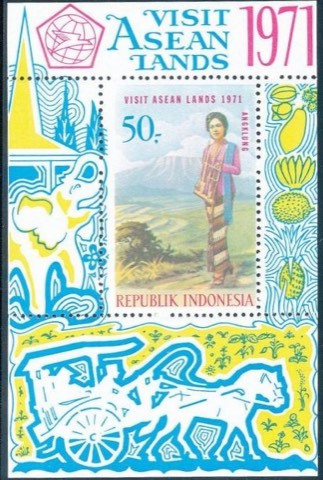 VISIT
ASEAN
LANDS
1971
VISIT ASEAN LANDS 1971
50,-
ANGKLUNG
REPUBLIK INDONESIA